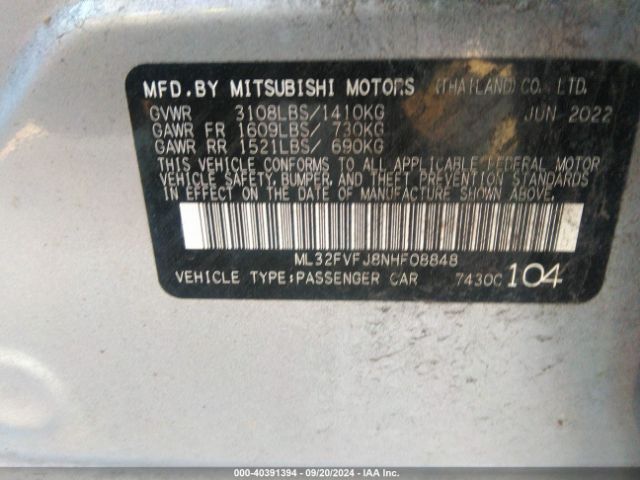 MFD.BY MITSUBISHI MOTORS (THAILAND) CO., LTD.
GVWR 3108LBS/1410KG JUN 2022
GAWR FR 1609LBS/ 730KG
GAWR RR 1521LBS/ 690KG
THIS VEHICLE CONFORMS TO ALL APPLICABLE FEDERAL MOTOR
VEHICLE SAFETY, BUMPER, AND THEFT PREVENTION STANDARDS
IN EFFECT ON THE DATE OF MANUFACTURE SHOWN ABOVE.
ML32FVFJ8NHF08848
VEHICLE TYPE:PASSENGER CAR 7430C 104
000-40391394 - 09/20/2024 - IAA Inc.